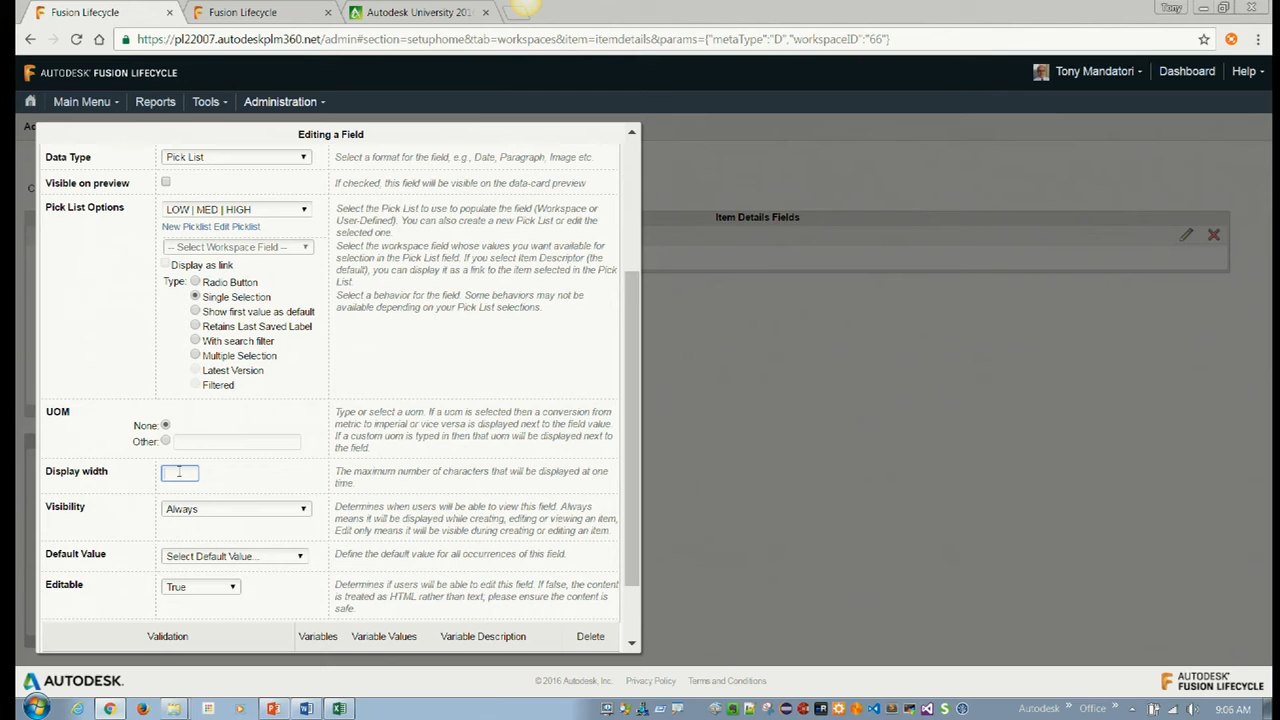 Fusion Lifecycle
Fusion Lifecycle
Autodesk University 201
Tony
https://pl22007.autodeskplm360.net/admin#section=setuphome&tab=workspaces&item=itemdetails&params={"metaType":"D","workspaceID":"66"}
AUTODESK® FUSION LIFECYCLE
Tony Mandatori
Dashboard
Help
Main Menu
Reports
Tools
Administration
Editing a Field
Data Type
Pick List
Select a format for the field, e.g., Date, Paragraph, Image etc.
Visible on preview
If checked, this field will be visible on the data-card preview
Pick List Options
LOW | MED | HIGH
New Picklist Edit Picklist
Select the Pick List to use to populate the field (Workspace or
User-Defined). You can also create a new Pick List or edit the
selected one.
-- Select Workspace Field --
Display as link
Select the workspace field whose values you want available for
selection in the Pick List field. If you select Item Descriptor (the
default), you can display it as a link to the item selected in the Pick
List.
Type:
Radio Button
Single Selection
Show first value as default
Retains Last Saved Label
With search filter
Multiple Selection
Latest Version
Filtered
Select a behavior for the field. Some behaviors may not be
available depending on your Pick List selections.
Item Details Fields
UOM
None:
Other:
Type or select a uom. If a uom is selected then a conversion from
metric to imperial or vice versa is displayed next to the field value.
If a custom uom is typed in then that uom will be displayed next to
the field.
Display width
The maximum number of characters that will be displayed at one
time.
Visibility
Always
Determines when users will be able to view this field. Always
means it will be displayed while creating, editing or viewing an item,
Edit only means it will be visible during creating or editing an item.
Default Value
Select Default Value...
Define the default value for all occurrences of this field.
Editable
True
Determines if users will be able to edit this field. If false, the content
is treated as HTML rather than text; please ensure the content is
safe.
Validation
Variables
Variable Values
Variable Description
Delete
AUTODESK.
© 2016 Autodesk, Inc.
Privacy Policy
Terms and Conditions
AUTODESK®
FUSION LIFECYCLE
Autodesk
Office
9:06 AM